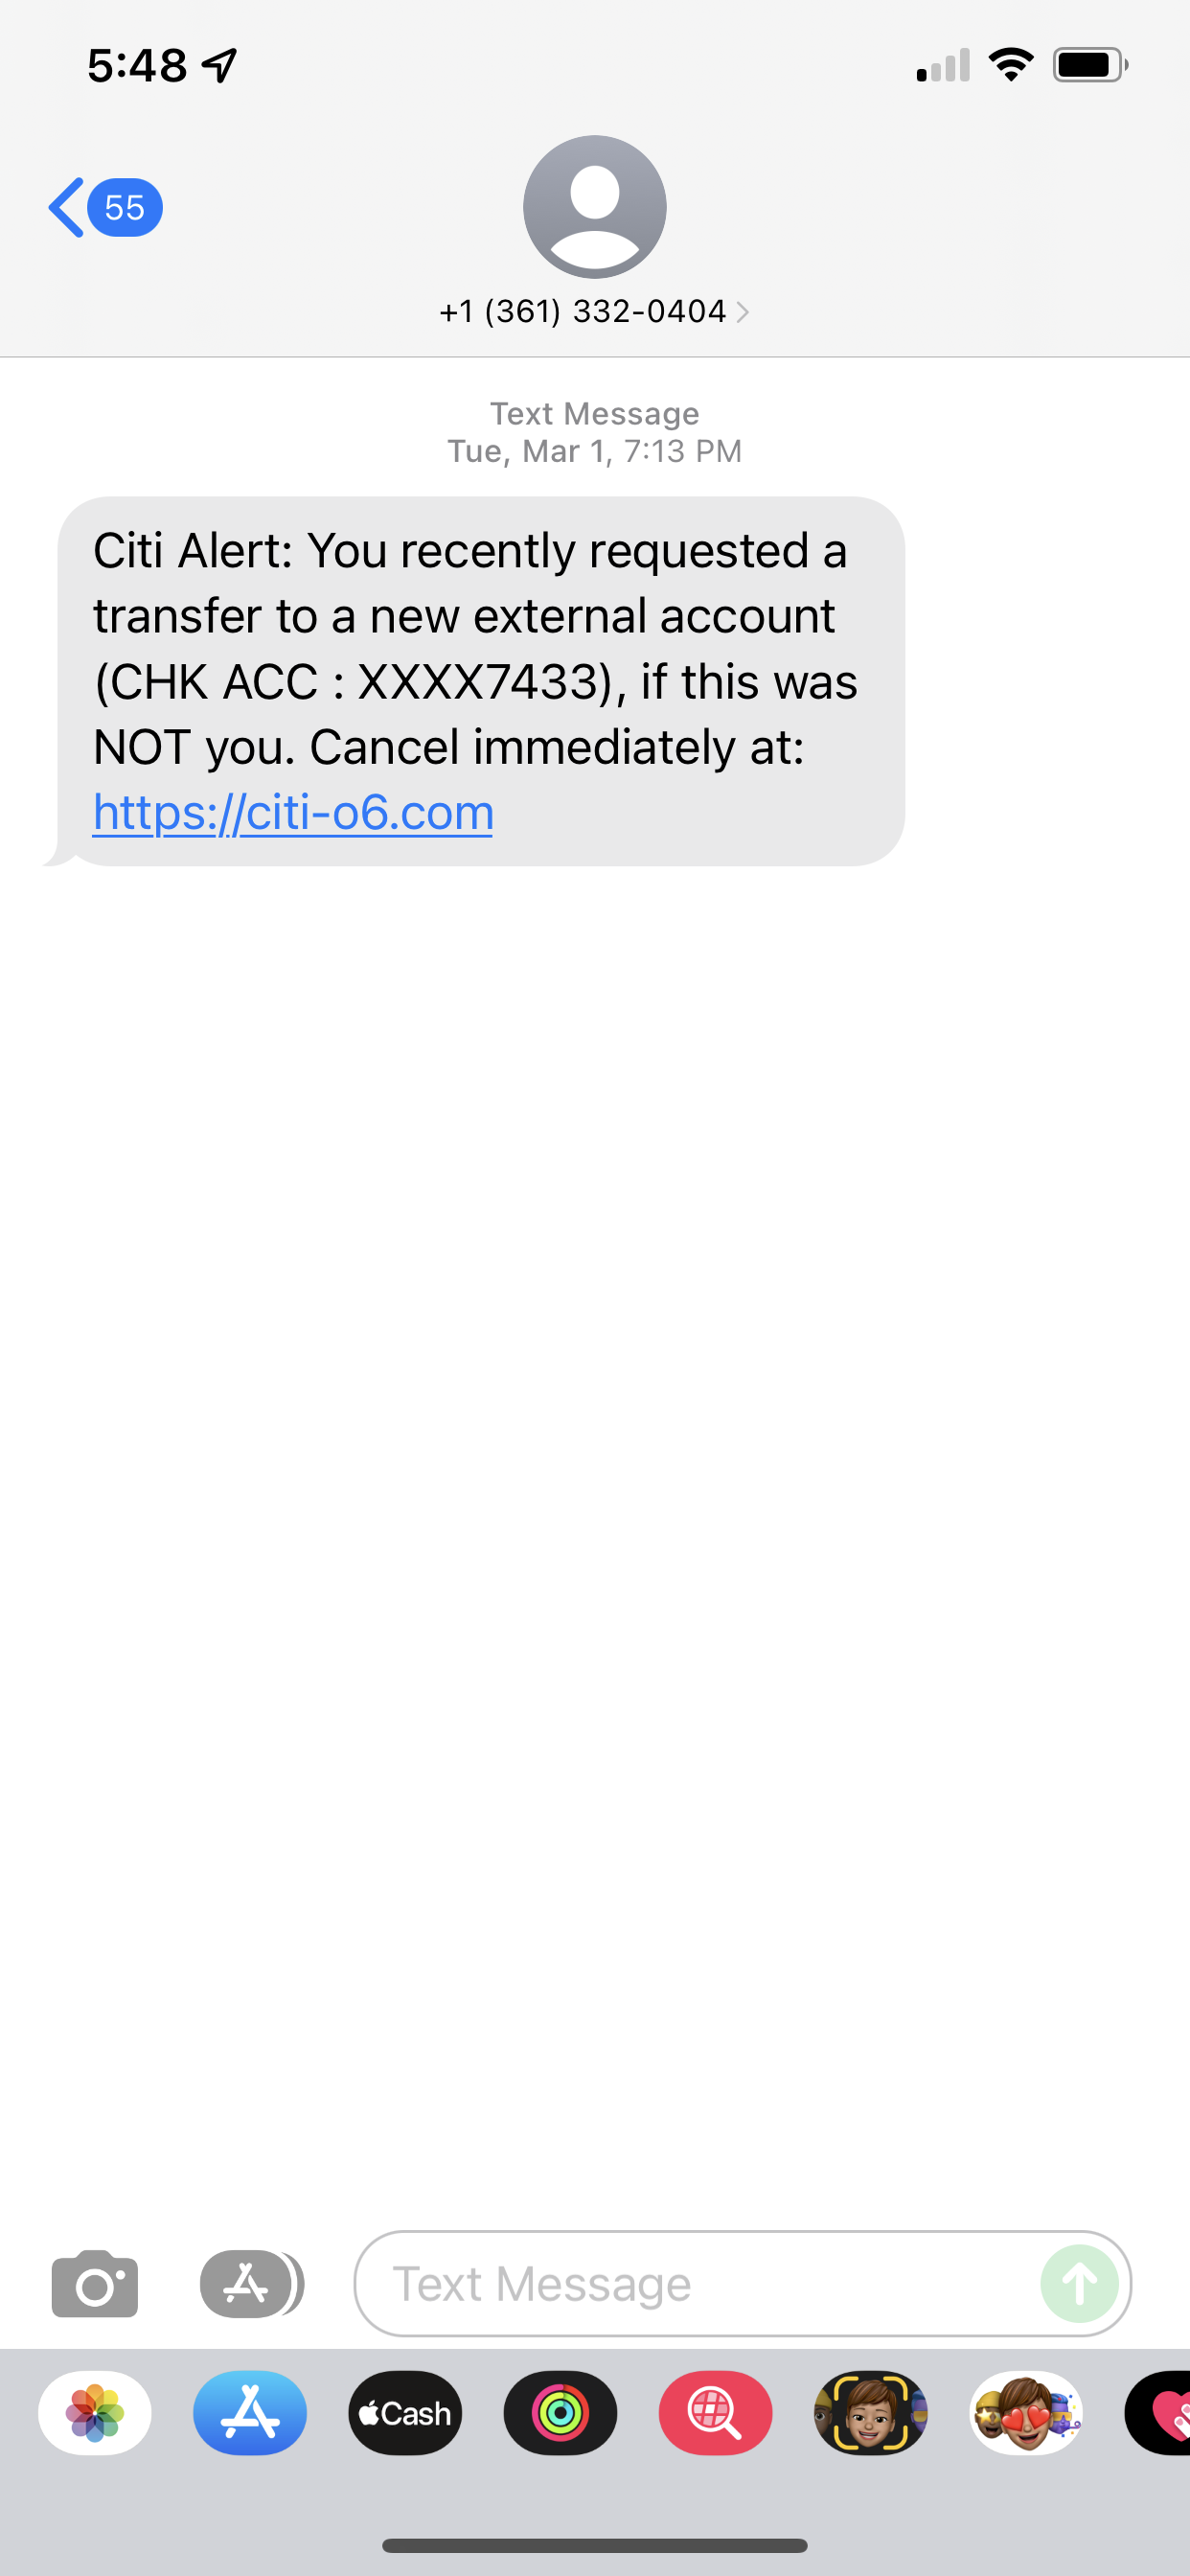 5:48
55
+1 (361) 332-0404
Text Message
Tue, Mar 1, 7:13 PM
Citi Alert: You recently requested a
transfer to a new external account
(CHK ACC : XXXX7433), if this was
NOT you. Cancel immediately at:
https://citi-o6.com
Text Message
Cash